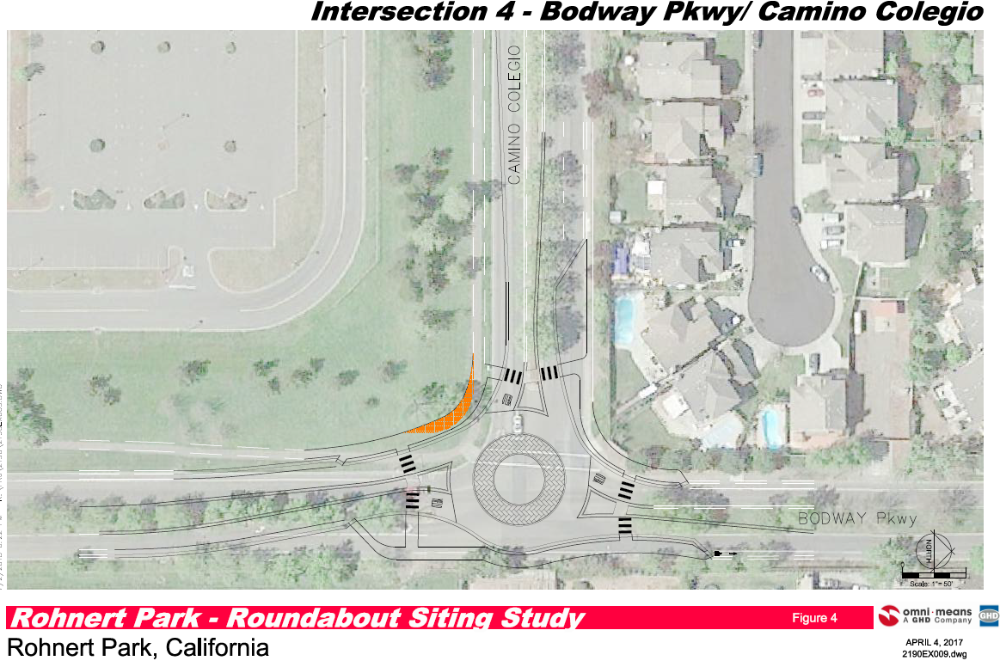 Intersection 4 - Bodway Pkwy/ Camino Colegio
CAMINO COLEGIO
BODWAY Pkwy
NORTH
Scale: 1"= 50'
Rohnert Park - Roundabout Siting Study
Figure 4
omni·means
A GHD Company
GHD
Rohnert Park, California
APRIL 4, 2017
2190EX009.dwg